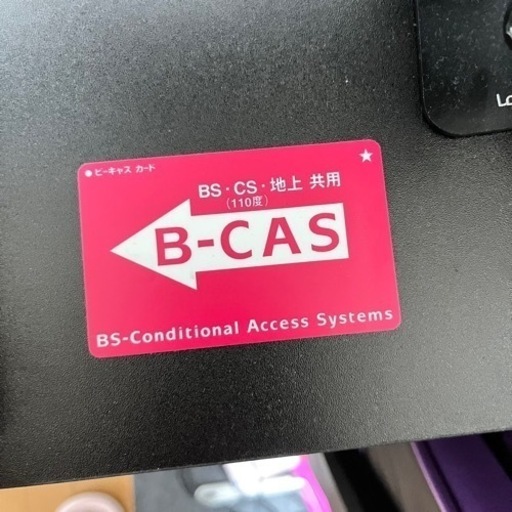 ●ビーキャス カード
★
BS・CS・地上 共用
(110度)
B-CAS
BS-Conditional Access Systems